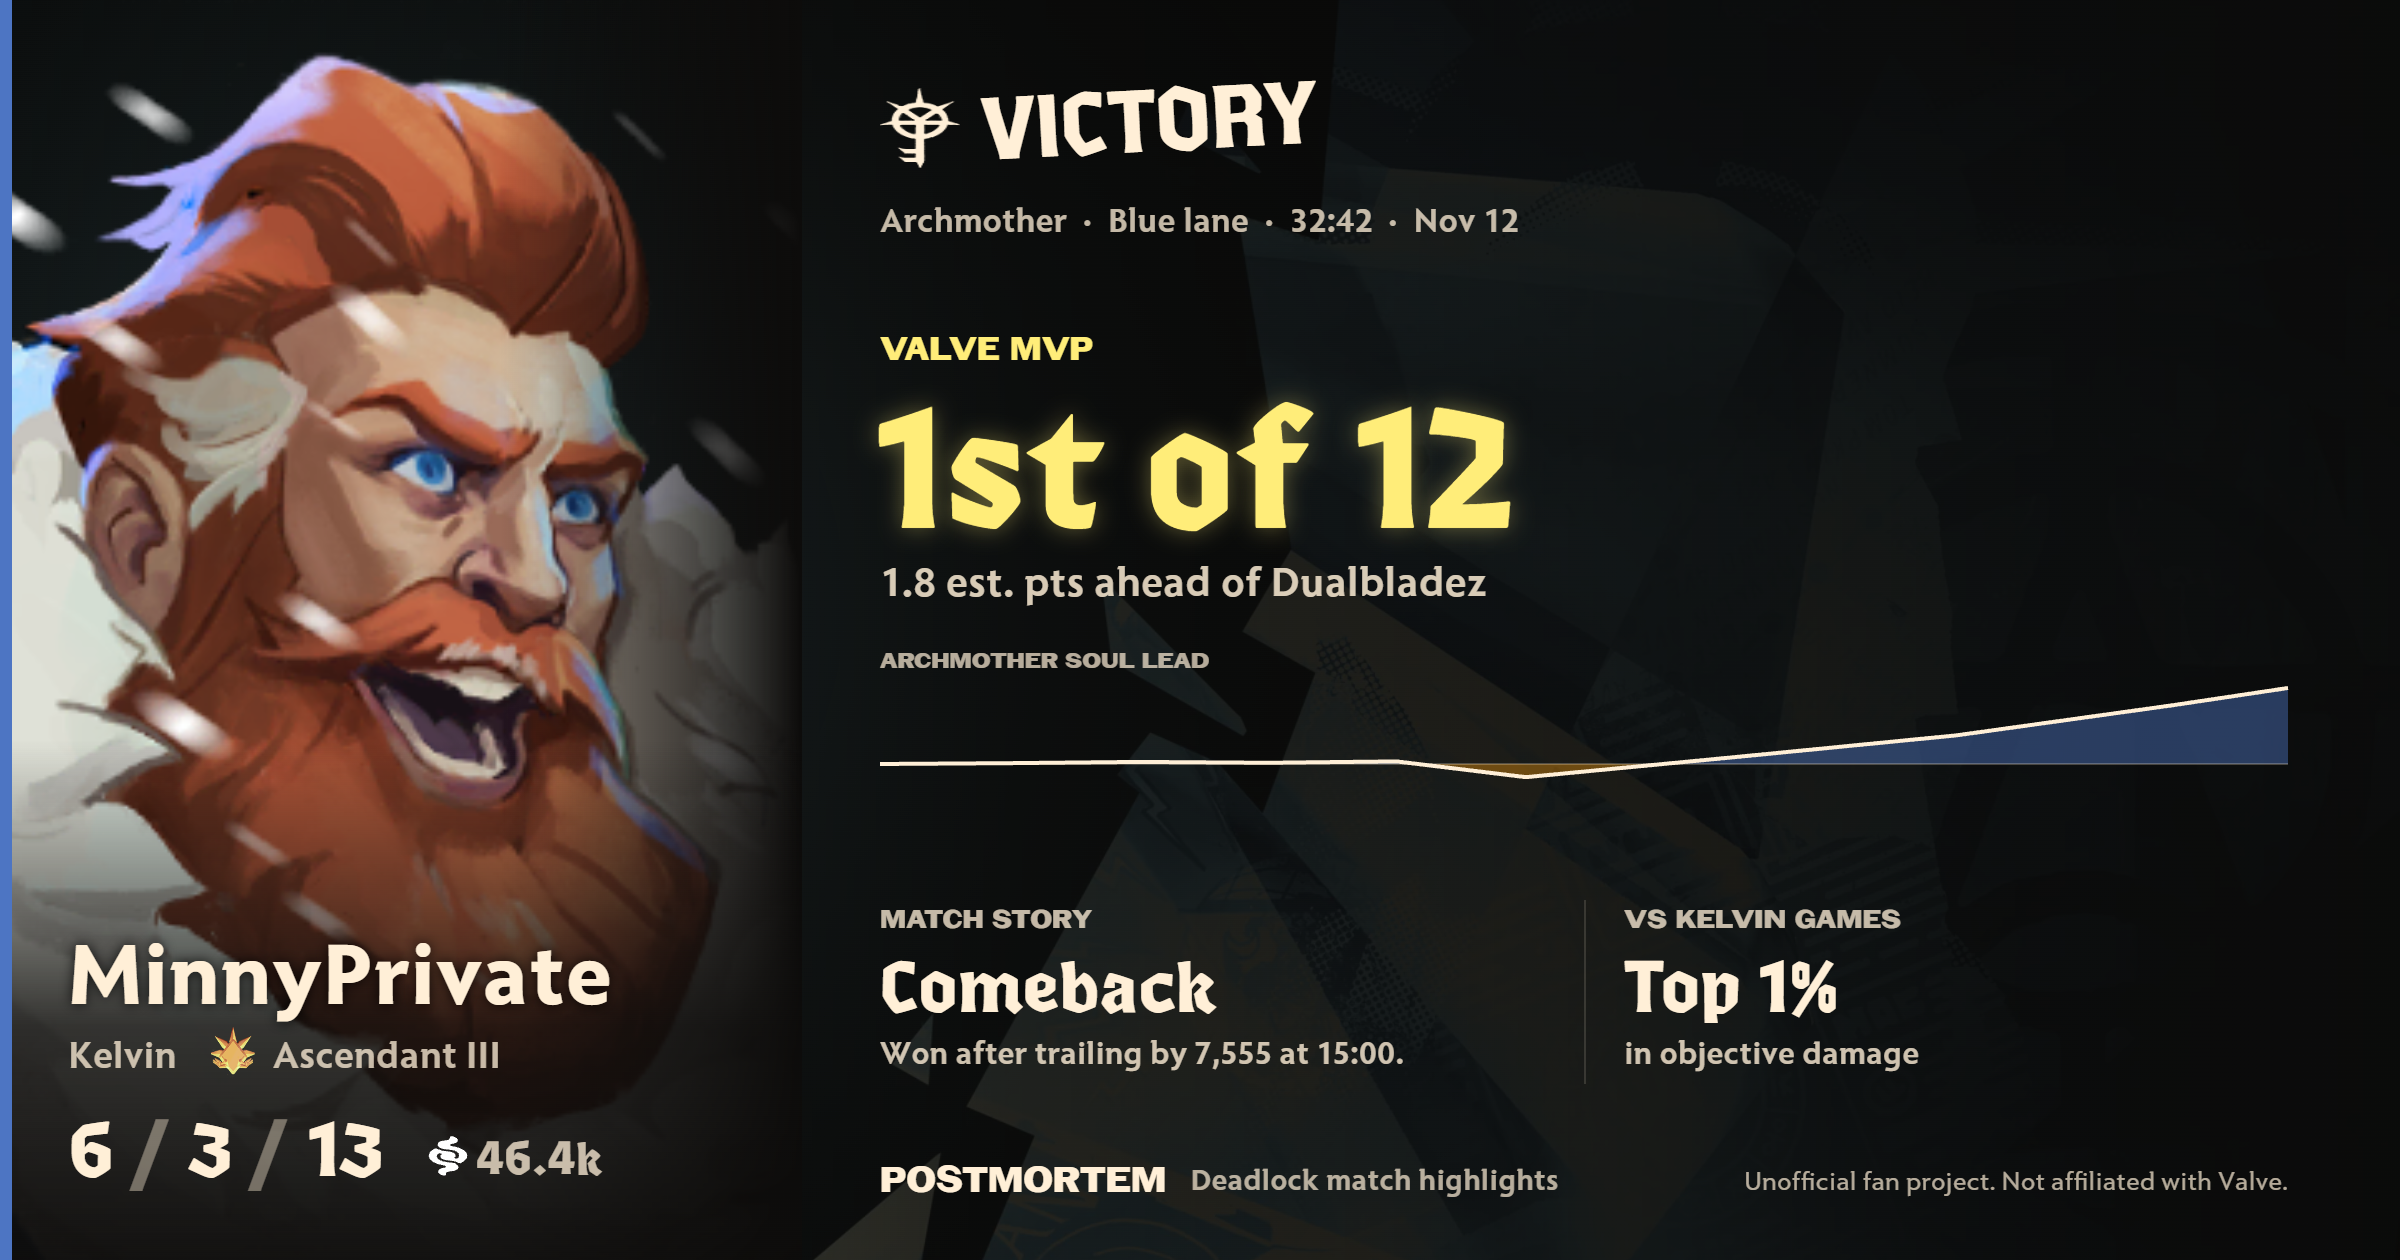 VICTORY
Archmother · Blue lane · 32:42 · Nov 12
VALVE MVP
1st of 12
1.8 est. pts ahead of Dualbladez
ARCHMOTHER SOUL LEAD
MATCH STORY
Comeback
Won after trailing by 7,555 at 15:00.
VS KELVIN GAMES
Top 1%
in objective damage
MinnyPrivate
Kelvin Ascendant III
6 / 3 / 13 46.4k
POSTMORTEM Deadlock match highlights
Unofficial fan project. Not affiliated with Valve.